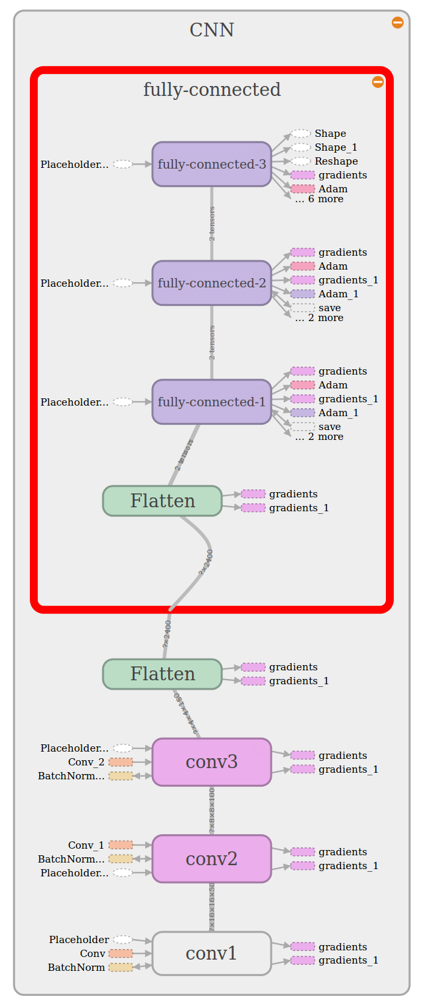 CNN
fully-connected
Shape
Shape_1
Placeholder...
fully-connected-3
Reshape
gradients
Adam
... 6 more
2 tensors
gradients
Adam
Placeholder...
fully-connected-2
gradients_1
Adam_1
save
... 2 more
2 tensors
gradients
Adam
Placeholder...
fully-connected-1
gradients_1
Adam_1
save
... 2 more
2 tensors
Flatten
gradients
gradients_1
?×2400
?×2400
Flatten
gradients
gradients_1
?×4×4×150
Placeholder...
Conv_2
BatchNorm...
conv3
gradients
gradients_1
?×8×8×100
Conv_1
BatchNorm...
Placeholder...
conv2
gradients
gradients_1
?×16×16×50
Placeholder
Conv
BatchNorm
conv1
gradients
gradients_1